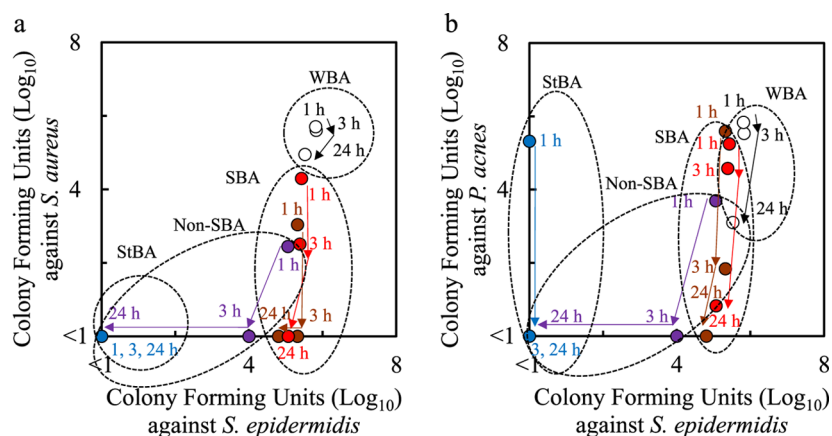 a
8
4
<1
<1
4
8
Colony Forming Units (Log10)
against S. aureus
Colony Forming Units (Log10)
against S. epidermidis
WBA
1 h
3 h
24 h
SBA
1 h
1 h
3 h
Non-SBA
1 h
StBA
24 h
3 h
24 h
3 h
1, 3, 24 h
24 h
b
8
4
<1
<1
4
8
Colony Forming Units (Log10)
against P. acnes
Colony Forming Units (Log10)
against S. epidermidis
StBA
WBA
1 h
3 h
1 h
SBA
1 h
3 h
Non-SBA
1 h
24 h
3 h
24 h
24 h
3 h
24 h
3, 24 h